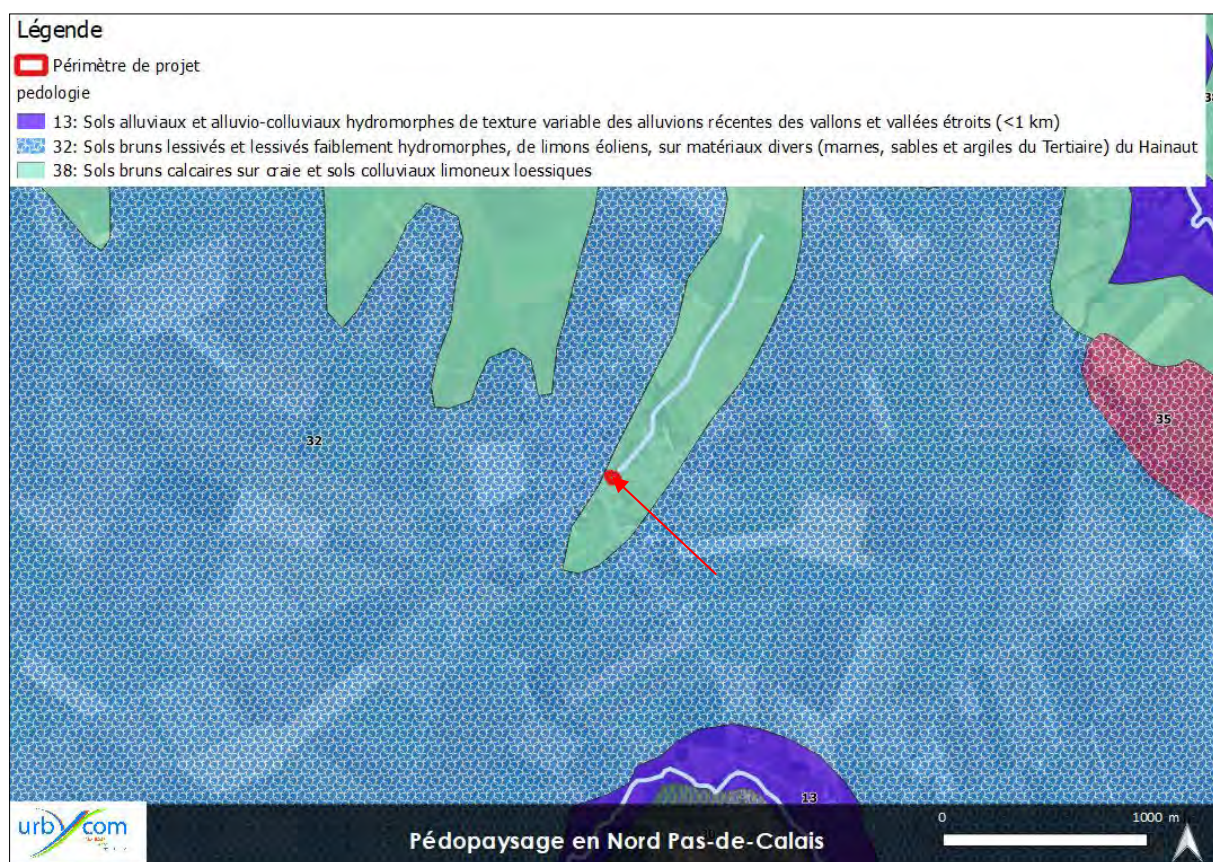 Légende
Périmètre de projet
pedologie
13: Sols alluviaux et alluvio-colluviaux hydromorphes de texture variable des alluvions récentes des vallons et vallées étroits (<1 km)
32: Sols bruns lessivés et lessivés faiblement hydromorphes, de limons éoliens, sur matériaux divers (marnes, sables et argiles du Tertiaire) du Hainaut
38: Sols bruns calcaires sur craie et sols colluviaux limoneux loessiques
35
32
13
urbycom
Pédopaysage en Nord Pas-de-Calais
0 1000 m